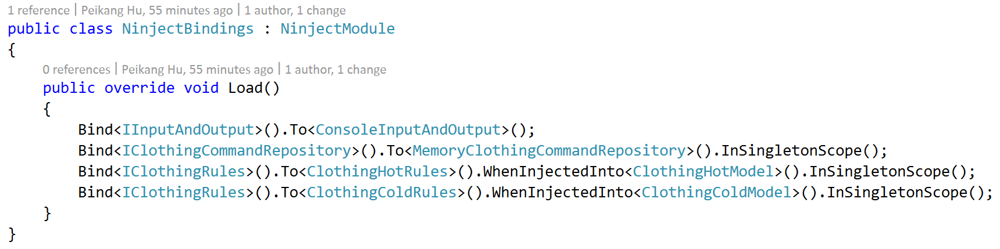 1 reference | Peikang Hu, 55 minutes ago | 1 author, 1 change
public class NinjectBindings : NinjectModule
{
0 references | Peikang Hu, 55 minutes ago | 1 author, 1 change
public override void Load()
{
Bind<IInputAndOutput>().To<ConsoleInputAndOutput>();
Bind<IClothingCommandRepository>().To<MemoryClothingCommandRepository>().InSingletonScope();
Bind<IClothingRules>().To<ClothingHotRules>().WhenInjectedInto<ClothingHotModel>().InSingletonScope();
Bind<IClothingRules>().To<ClothingColdRules>().WhenInjectedInto<ClothingColdModel>().InSingletonScope();
}
}